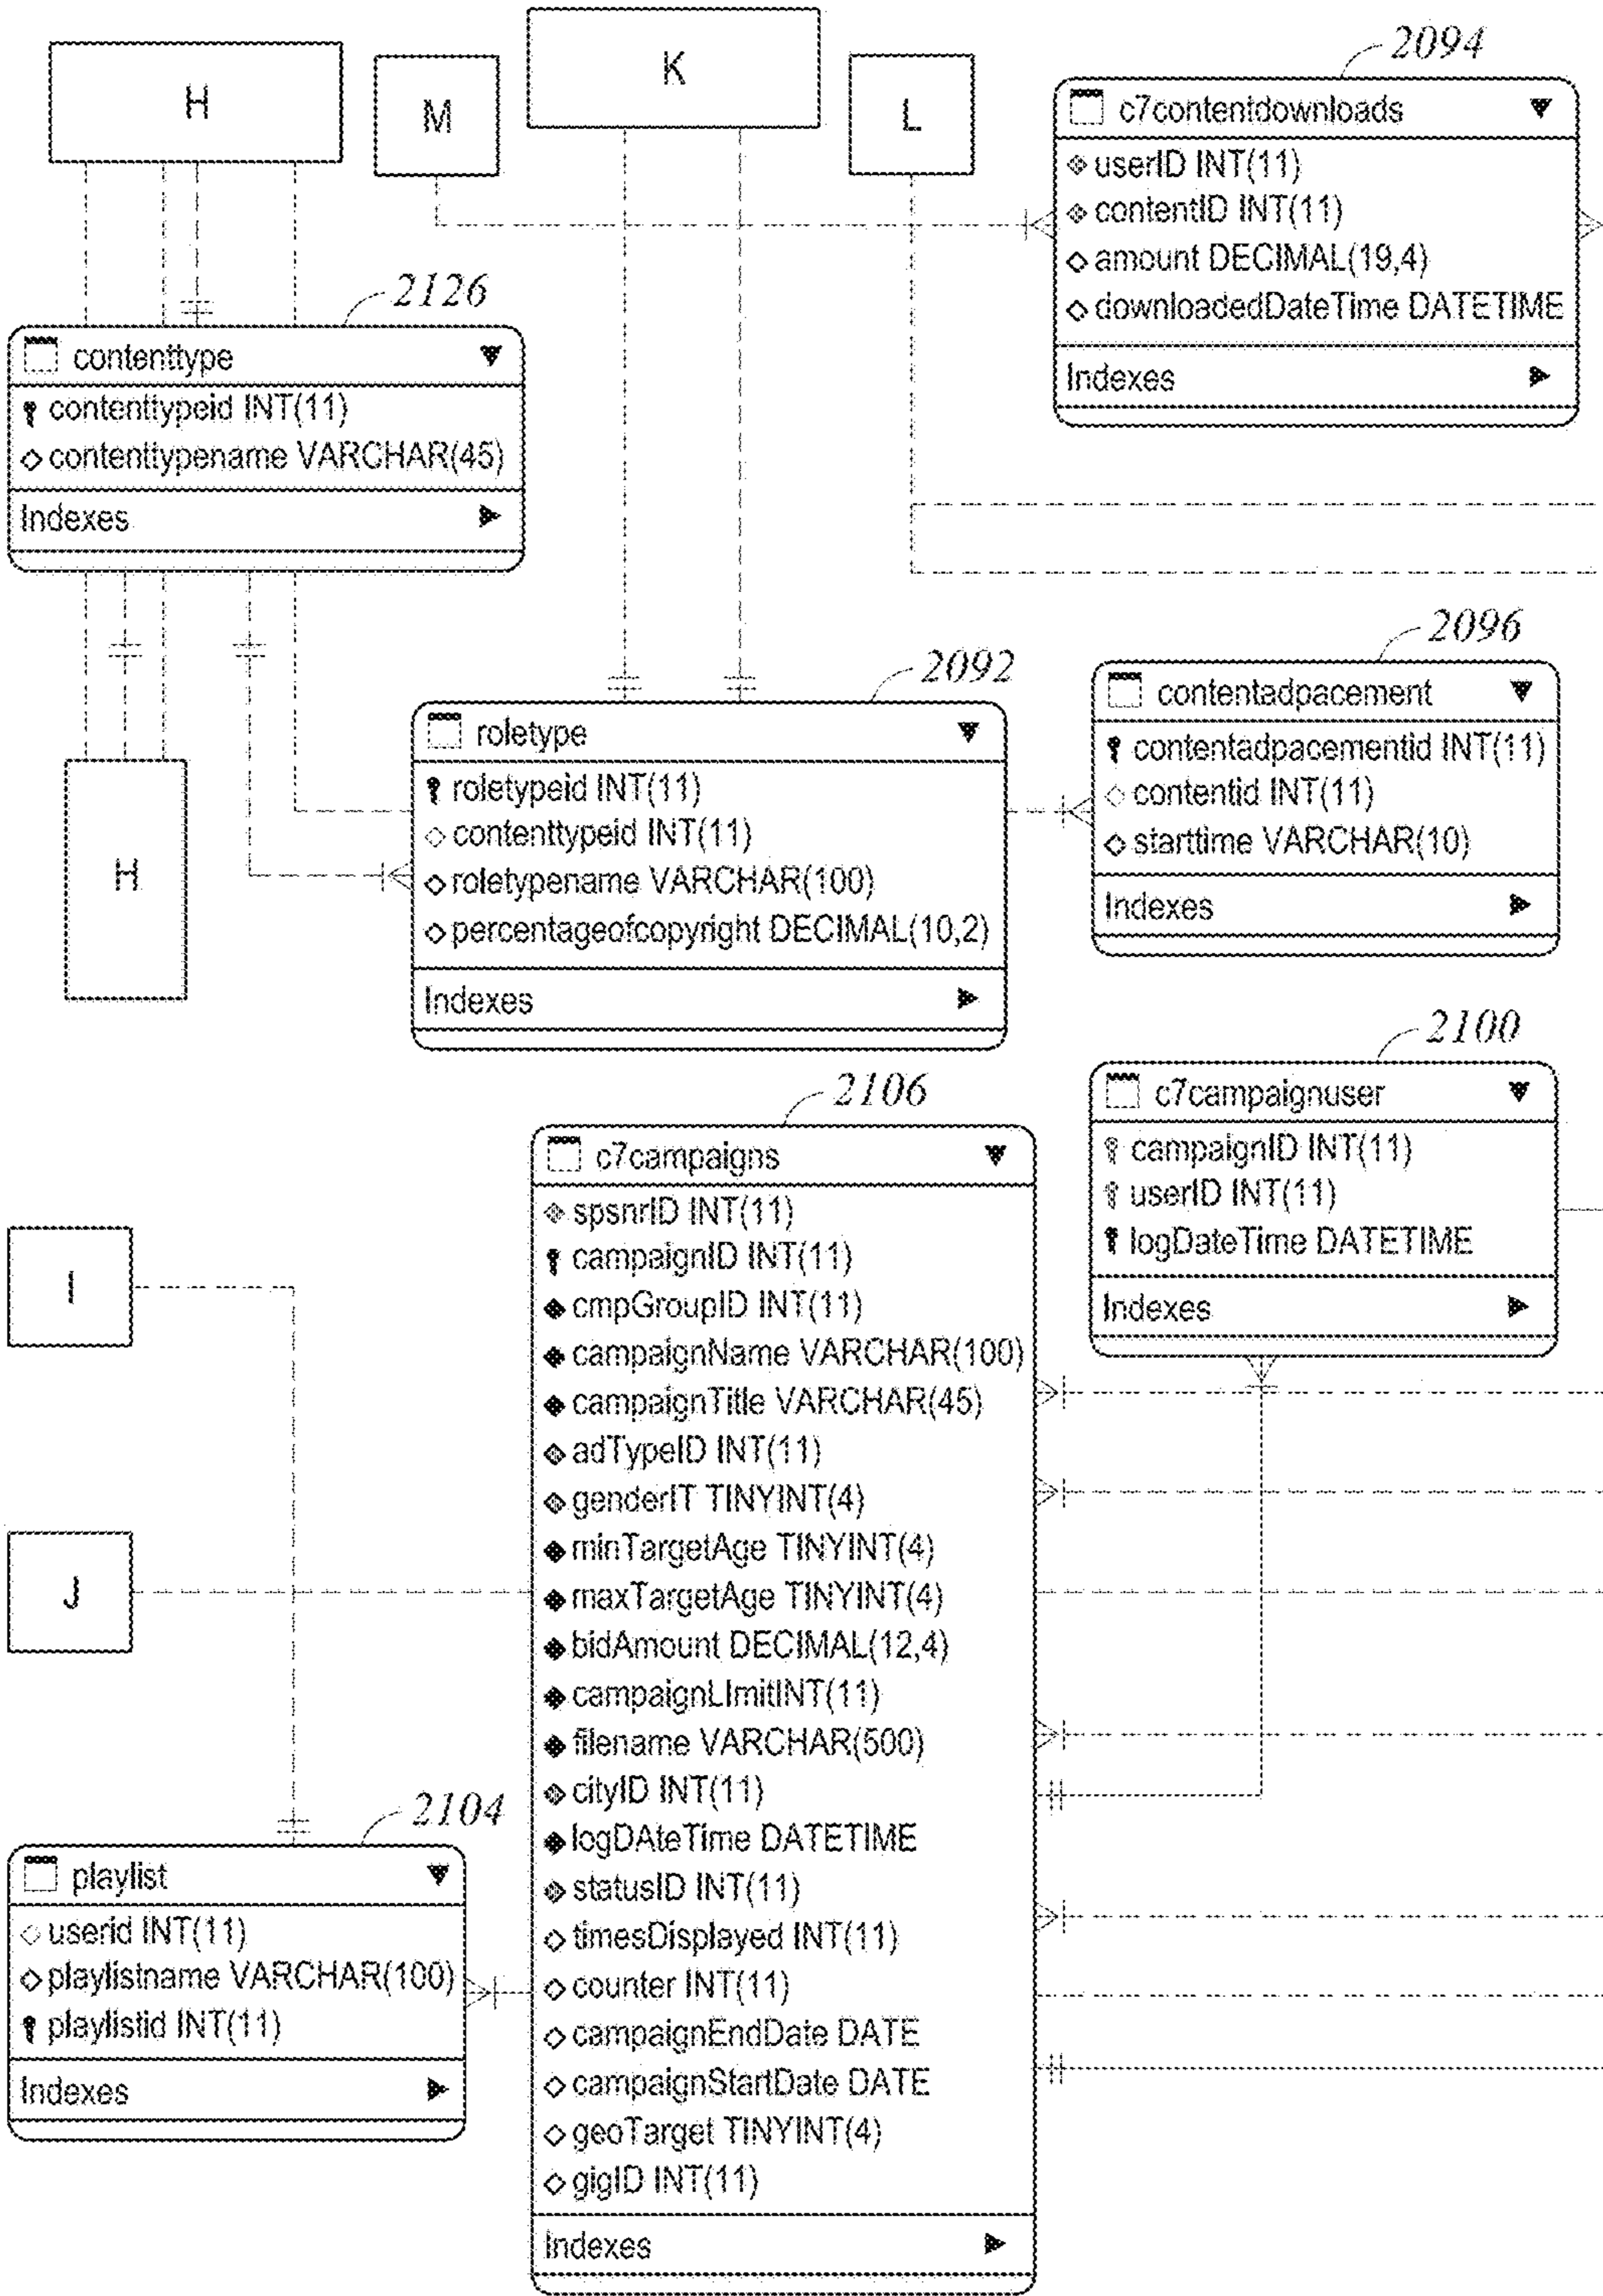 H
M
K
L
2094
c7contentdownloads
userID INT(11)
contentID INT(11)
amount DECIMAL(19,4)
downloadedDateTime DATETIME
Indexes
2126
contenttype
contenttypeid INT(11)
contenttypename VARCHAR(45)
Indexes
H
2092
roletype
roletypeid INT(11)
contenttypeid INT(11)
roletypename VARCHAR(100)
percentageofcopyright DECIMAL(10,2)
Indexes
2096
contentadpacement
contentadpacementid INT(11)
contentid INT(11)
starttime VARCHAR(10)
Indexes
2100
c7campaignuser
campaignID INT(11)
userID INT(11)
logDateTime DATETIME
Indexes
2106
c7campaigns
spsnrID INT(11)
campaignID INT(11)
cmpGroupID INT(11)
campaignName VARCHAR(100)
campaignTitle VARCHAR(45)
adTypeID INT(11)
genderIT TINYINT(4)
minTargetAge TINYINT(4)
maxTargetAge TINYINT(4)
bidAmount DECIMAL(12,4)
campaignLImitINT(11)
filename VARCHAR(500)
cityID INT(11)
logDAteTime DATETIME
statusID INT(11)
timesDisplayed INT(11)
counter INT(11)
campaignEndDate DATE
campaignStartDate DATE
geoTarget TINYINT(4)
gigID INT(11)
Indexes
I
J
2104
playlist
userid INT(11)
playlistname VARCHAR(100)
playlistid INT(11)
Indexes